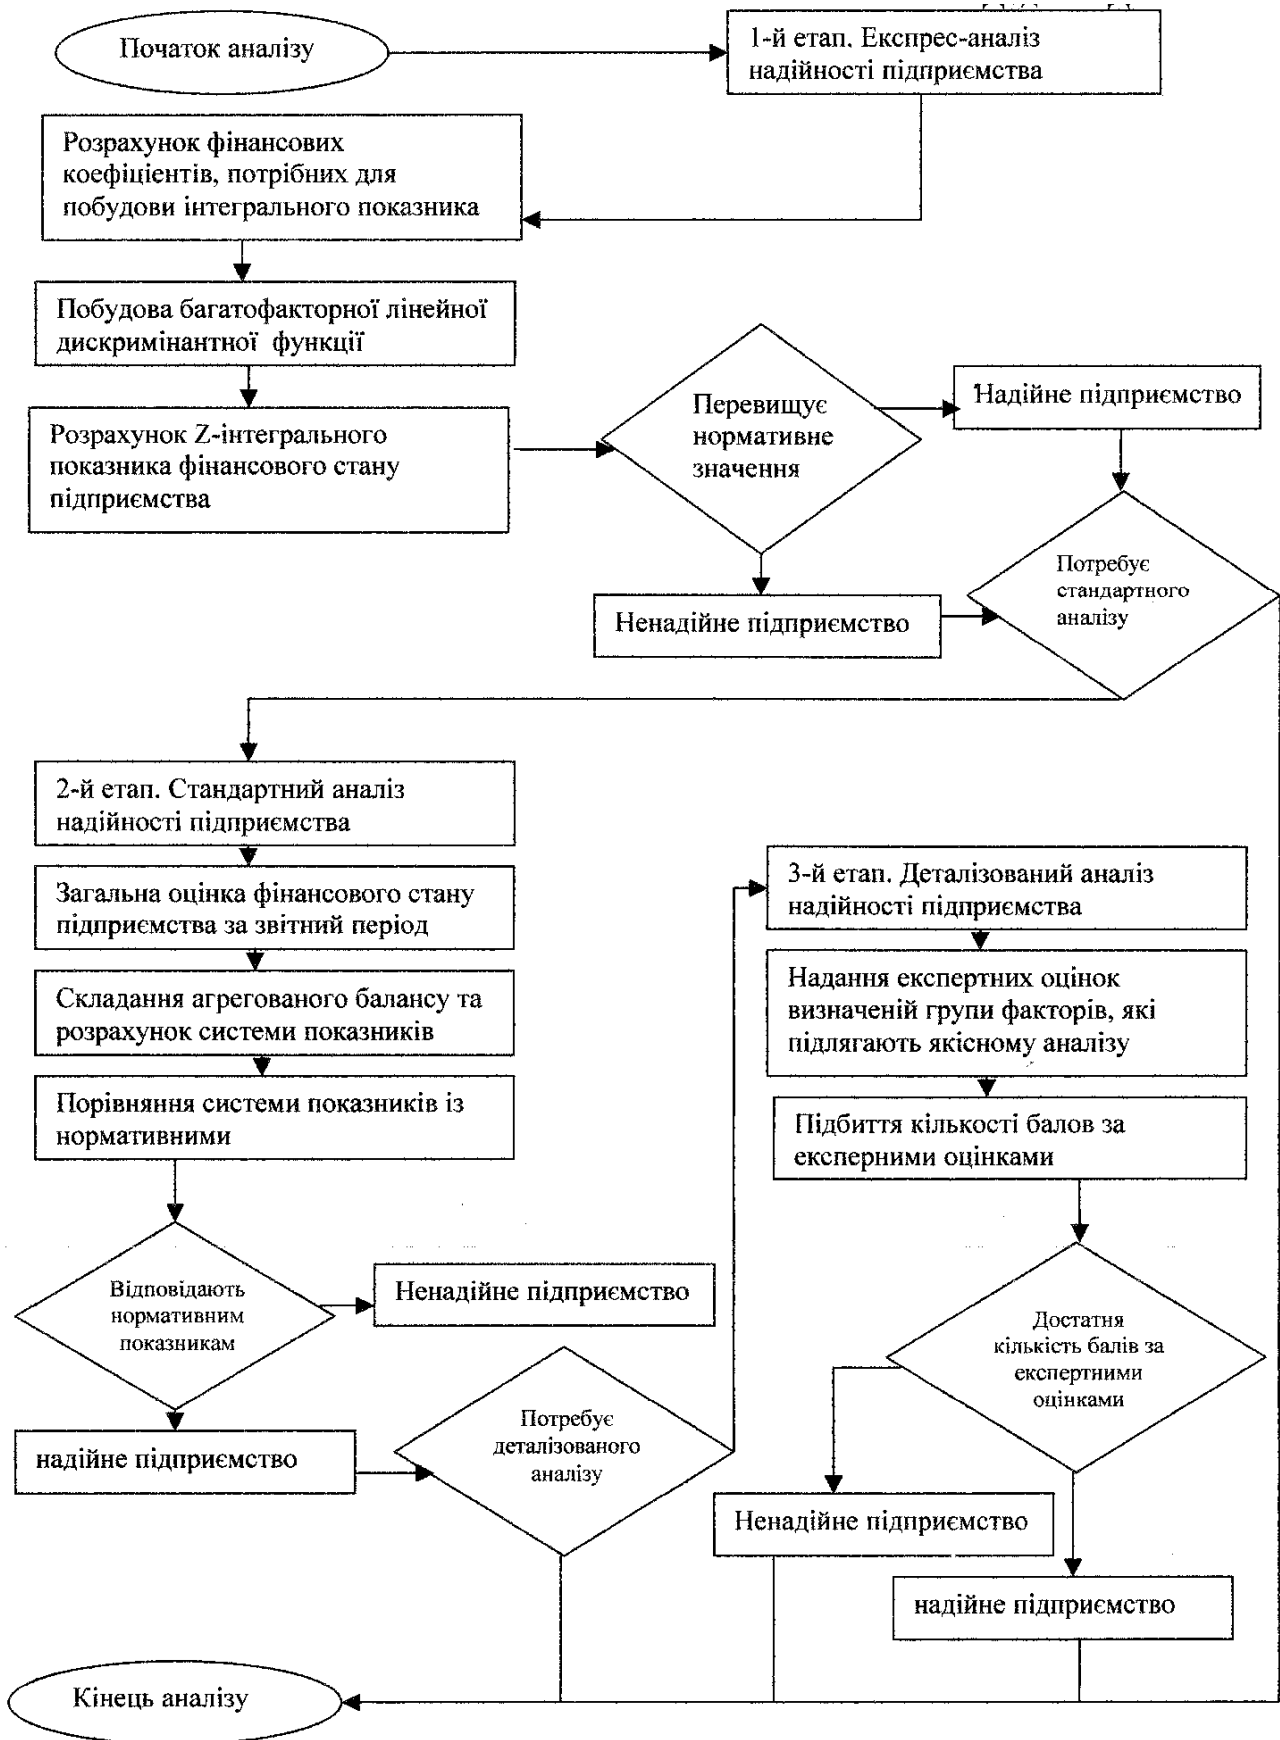 Початок аналізу
1-й етап. Експрес-аналіз
надійності підприємства
Розрахунок фінансових
коефіцієнтів, потрібних для
побудови інтегрального показника
Побудова багатофакторної лінейної
дискримінантної функції
Розрахунок Z-інтегрального
показника фінансового стану
підприємства
Перевищує
нормативне
значення
Надійне підприємство
Ненадійне підприємство
Потребує
стандартного
аналізу
2-й етап. Стандартний аналіз
надійності підприємства
Загальна оцінка фінансового стану
підприємства за звітний період
Складання агрегованого балансу та
розрахунок системи показників
Порівняння системи показників із
нормативними
Відповідають
нормативним
показникам
Ненадійне підприємство
надійне підприємство
Потребує
деталізованого
аналізу
3-й етап. Деталізований аналіз
надійності підприємства
Надання експертних оцінок
визначеній групи факторів, які
підлягають якісному аналізу
Підбиття кількості балов за
експерними оцінками
Достатня
кількість балів за
експертними
оцінками
Ненадійне підприємство
надійне підприємство
Кінець аналізу